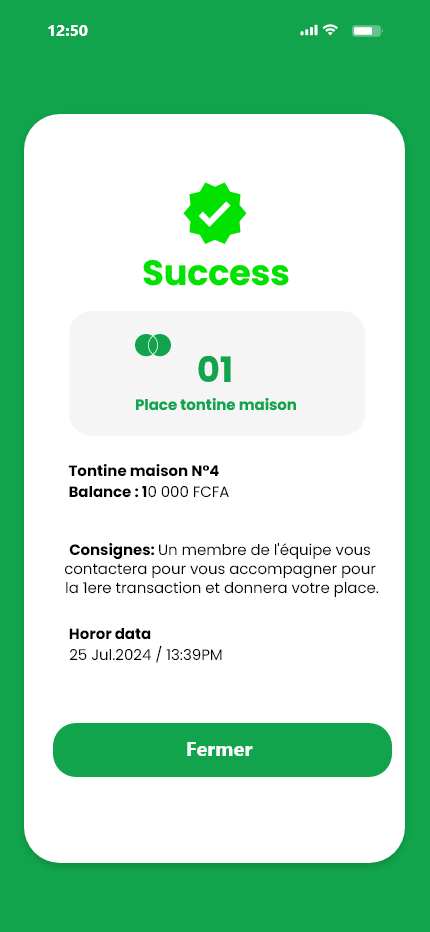 12:50
Success
01
Place tontine maison
Tontine maison N°4
Balance : 10 000 FCFA
Consignes: Un membre de l'équipe vous
contactera pour vous accompagner pour
la 1ere transaction et donnera votre place.
Horor data
25 Jul.2024 / 13:39PM
Fermer